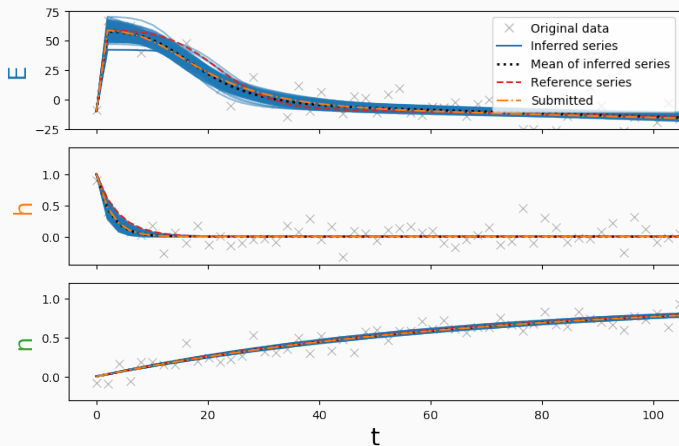 75
50
25
0
−25
E
Original data
Inferred series
Mean of inferred series
Reference series
Submitted
1.0
0.5
0.0
h
1.0
0.5
0.0
n
0
20
40
60
80
100
t